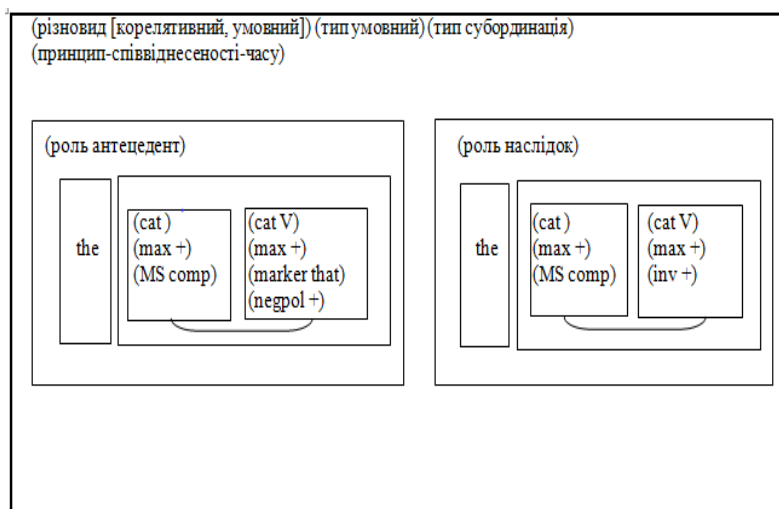 (різновид [корелятивний, умовний]) (тип умовний) (тип субординація)
(принцип-співвіднесеності-часу)
(роль антецедент)
the
(cat )
(max +)
(MS comp)
(cat V)
(max +)
(marker that)
(negpol +)
(роль наслідок)
the
(cat )
(max +)
(MS comp)
(cat V)
(max +)
(inv +)